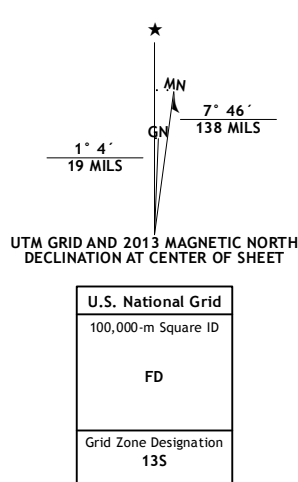 ★
MN
GN
7° 46´
138 MILS
1° 4´
19 MILS
UTM GRID AND 2013 MAGNETIC NORTH
DECLINATION AT CENTER OF SHEET
U.S. National Grid
100,000-m Square ID
FD
Grid Zone Designation
13S